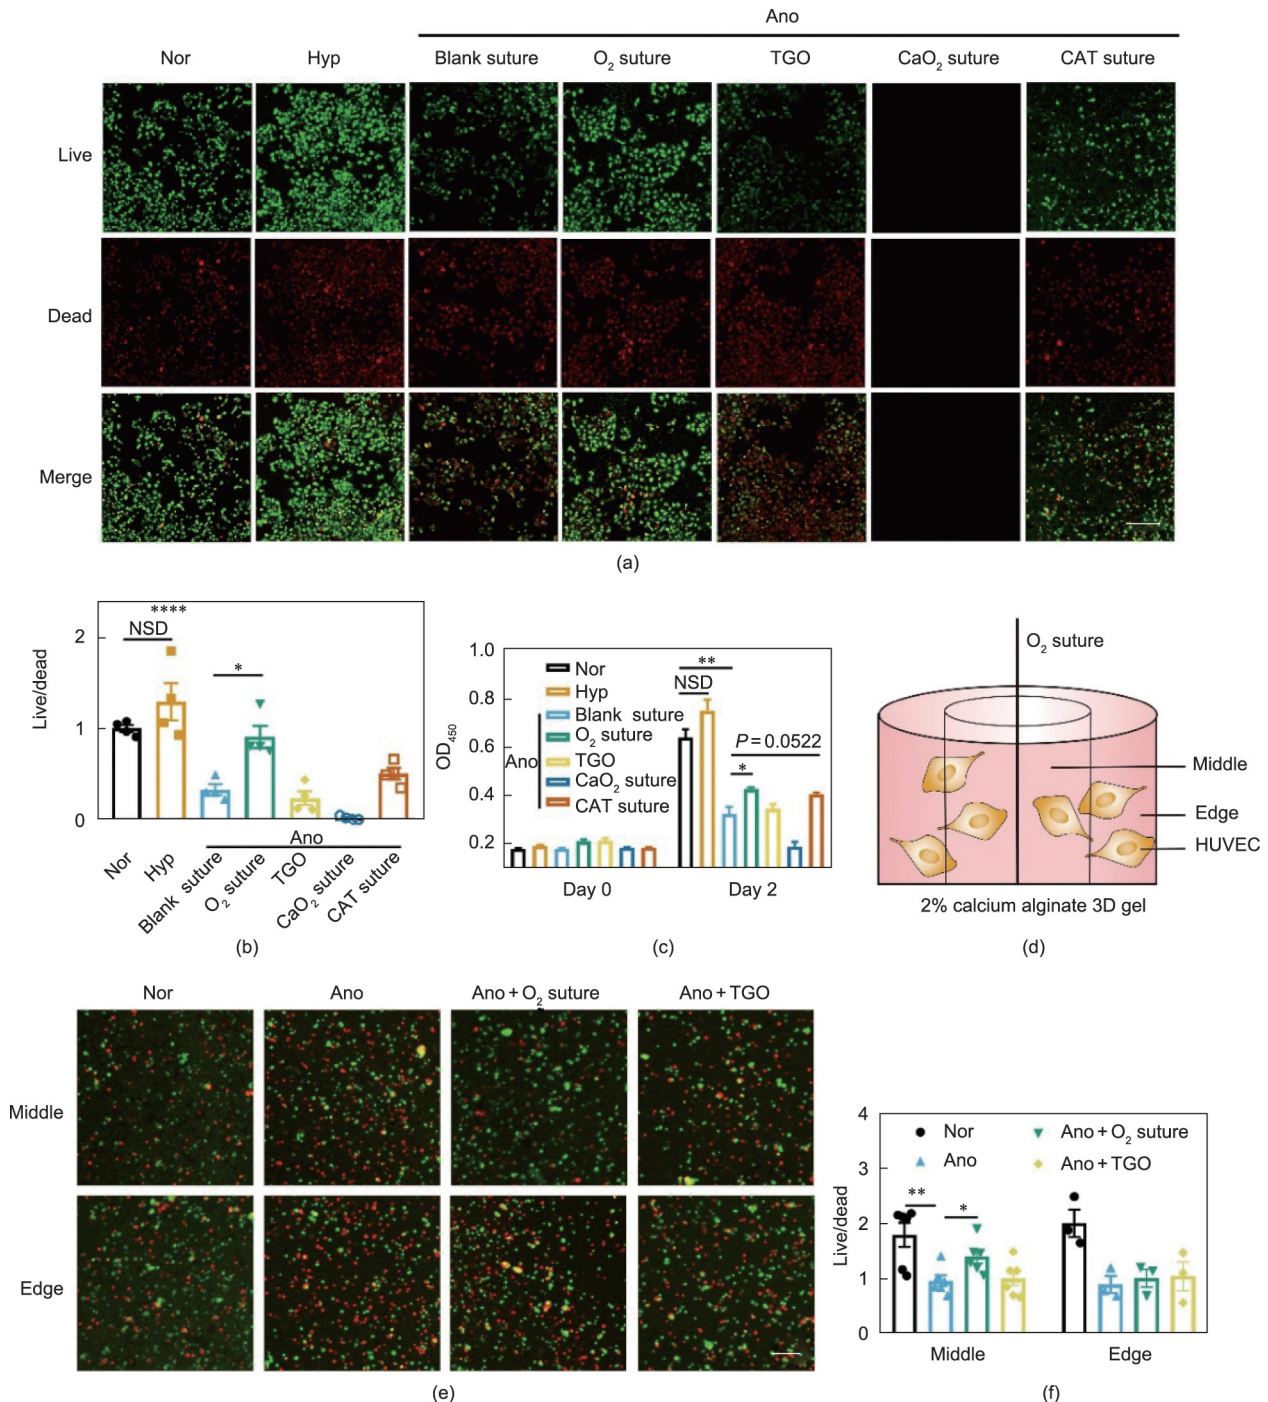 Ano
Nor Hyp Blank suture O₂ suture TGO CaO₂ suture CAT suture
Live
Dead
Merge
(a)
Live/dead
2
1
0
NSD
****
*
Ano
Nor
Hyp
Blank suture
O₂ suture
TGO
CaO₂ suture
CAT suture
(b)
OD₄₅₀
1.0
0.8
0.6
0.4
0.2
Nor
Hyp
Ano
Blank suture
O₂ suture
TGO
CaO₂ suture
CAT suture
**
NSD
P = 0.0522
*
Day 0
Day 2
(c)
O₂ suture
Middle
Edge
HUVEC
2% calcium alginate 3D gel
(d)
Nor Ano Ano + O₂ suture Ano + TGO
Middle
Edge
(e)
Live/dead
4
3
2
1
0
Nor
Ano
Ano + O₂ suture
Ano + TGO
**
*
Middle
Edge
(f)